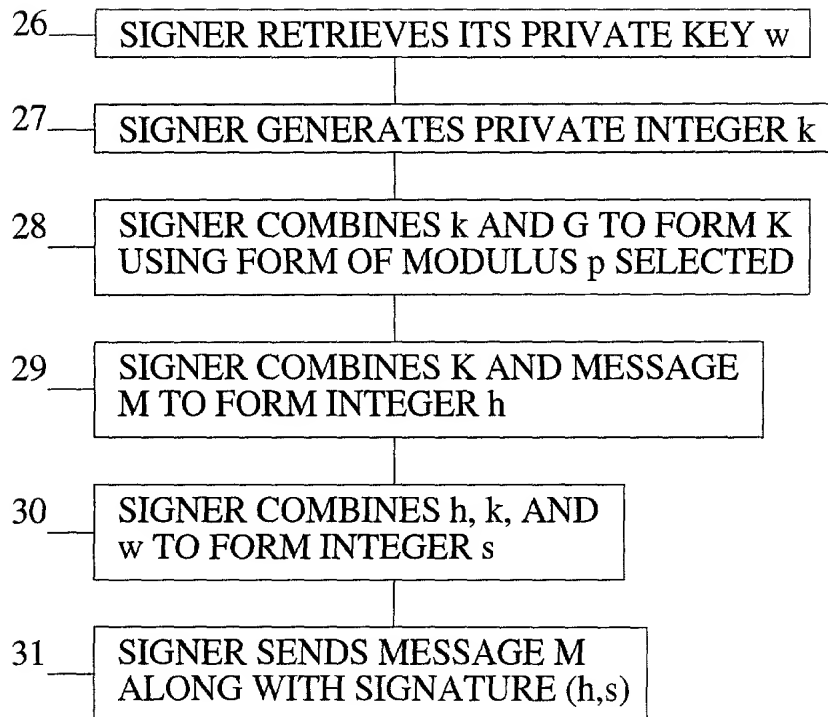 26 SIGNER RETRIEVES ITS PRIVATE KEY w
27 SIGNER GENERATES PRIVATE INTEGER k
28 SIGNER COMBINES k AND G TO FORM K
USING FORM OF MODULUS p SELECTED
29 SIGNER COMBINES K AND MESSAGE
M TO FORM INTEGER h
30 SIGNER COMBINES h, k, AND
w TO FORM INTEGER s
31 SIGNER SENDS MESSAGE M
ALONG WITH SIGNATURE (h,s)